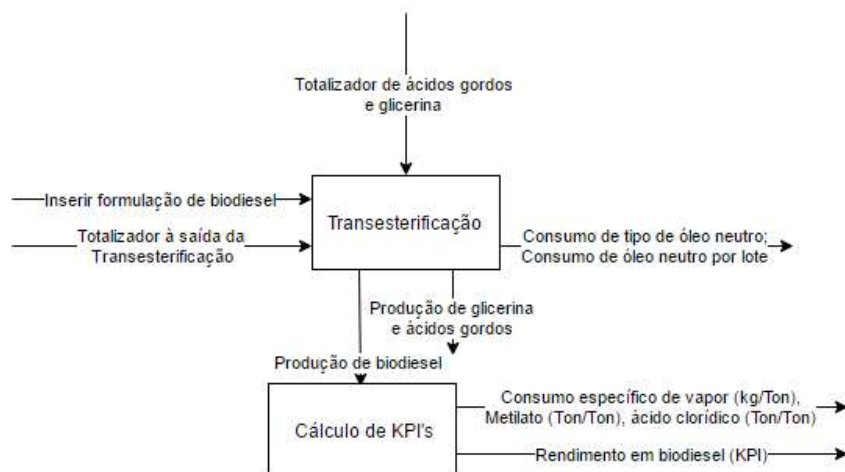 Totalizador de ácidos gordos
e glicerina
Inserir formulação de biodiesel
Transesterificação
Totalizador à saída da
Transesterificação
Consumo de tipo de óleo neutro;
Consumo de óleo neutro por lote
Produção de glicerina
e ácidos gordos
Produção de biodiesel
Cálculo de KPI's
Consumo específico de vapor (kg/Ton),
Metilato (Ton/Ton), ácido clorídico (Ton/Ton)
Rendimento em biodiesel (KPI)